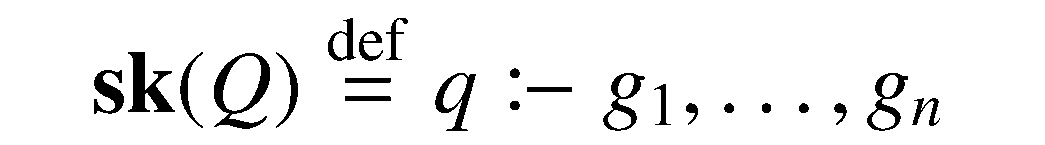 sk(Q) def= q :- g1, . . . , gn